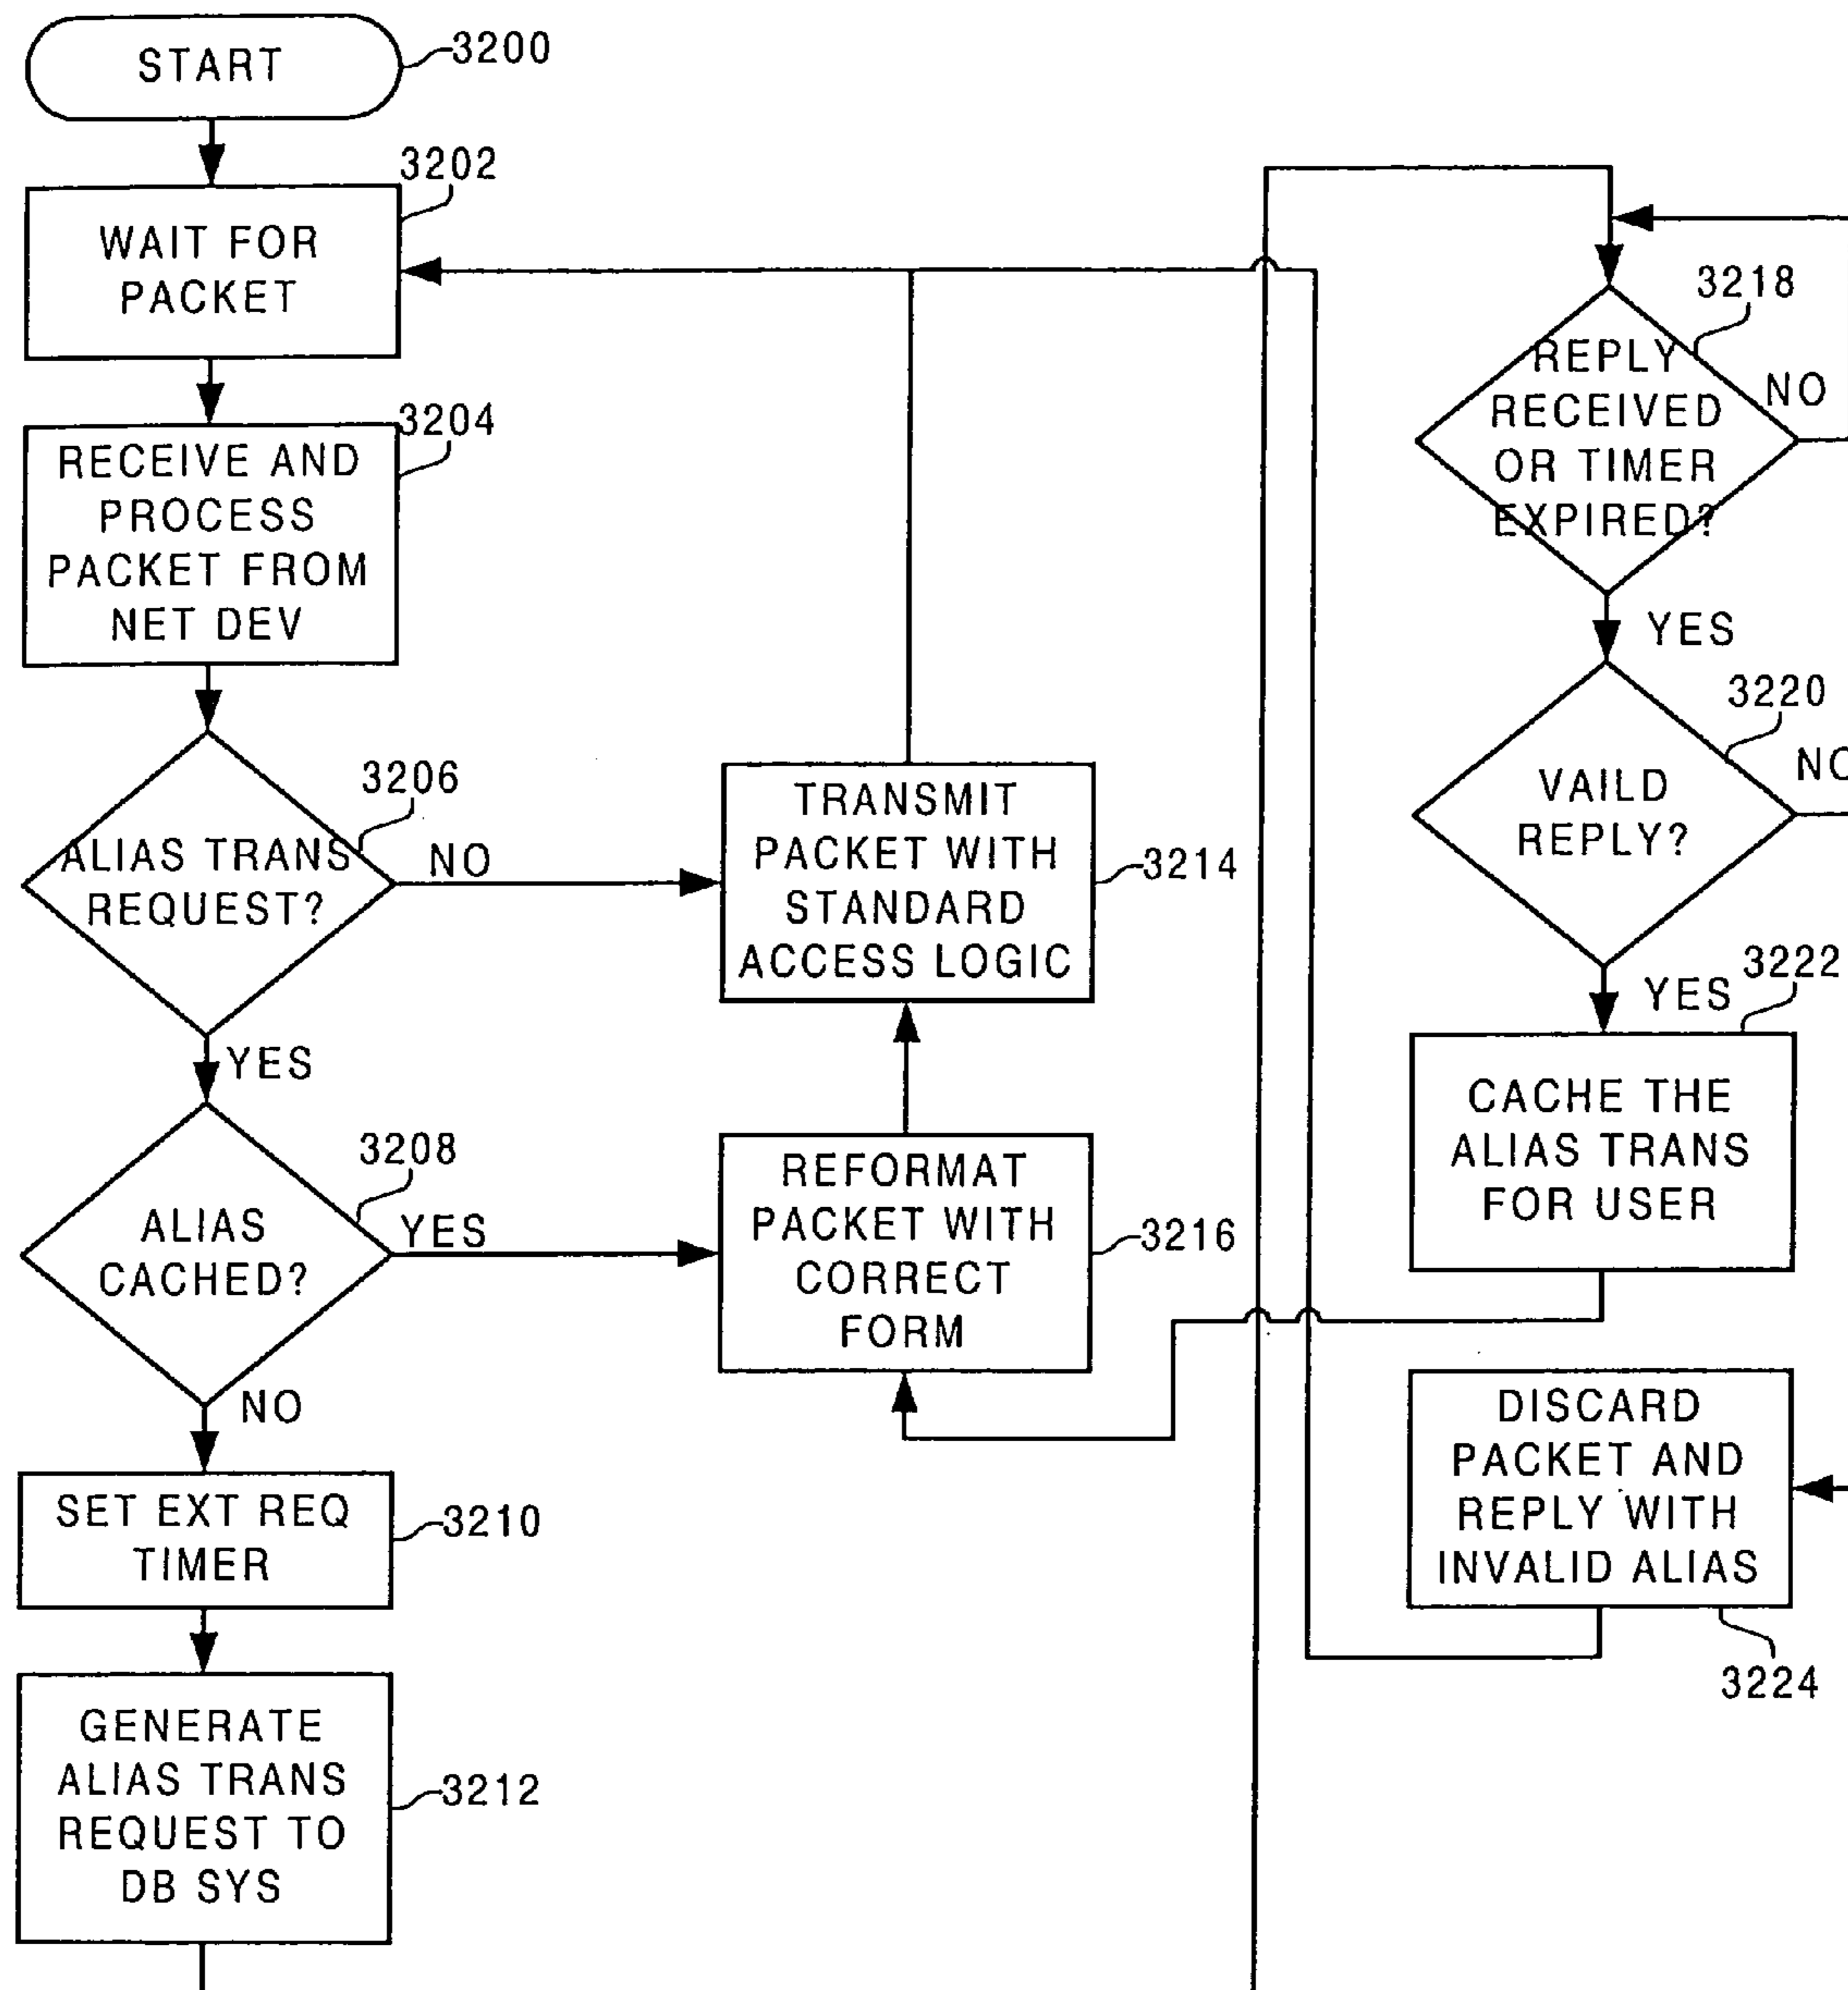 START
3200
3202
WAIT FOR
PACKET
3204
RECEIVE AND
PROCESS
PACKET FROM
NET DEV
3206
ALIAS TRANS
REQUEST?
NO
YES
3208
ALIAS
CACHED?
YES
NO
SET EXT REQ
TIMER
3210
GENERATE
ALIAS TRANS
REQUEST TO
DB SYS
3212
TRANSMIT
PACKET WITH
STANDARD
ACCESS LOGIC
3214
REFORMAT
PACKET WITH
CORRECT
FORM
3216
3218
REPLY
RECEIVED
OR TIMER
EXPIRED?
NO
YES
3220
VAILD
REPLY?
NO
YES
3222
CACHE THE
ALIAS TRANS
FOR USER
DISCARD
PACKET AND
REPLY WITH
INVALID ALIAS
3224